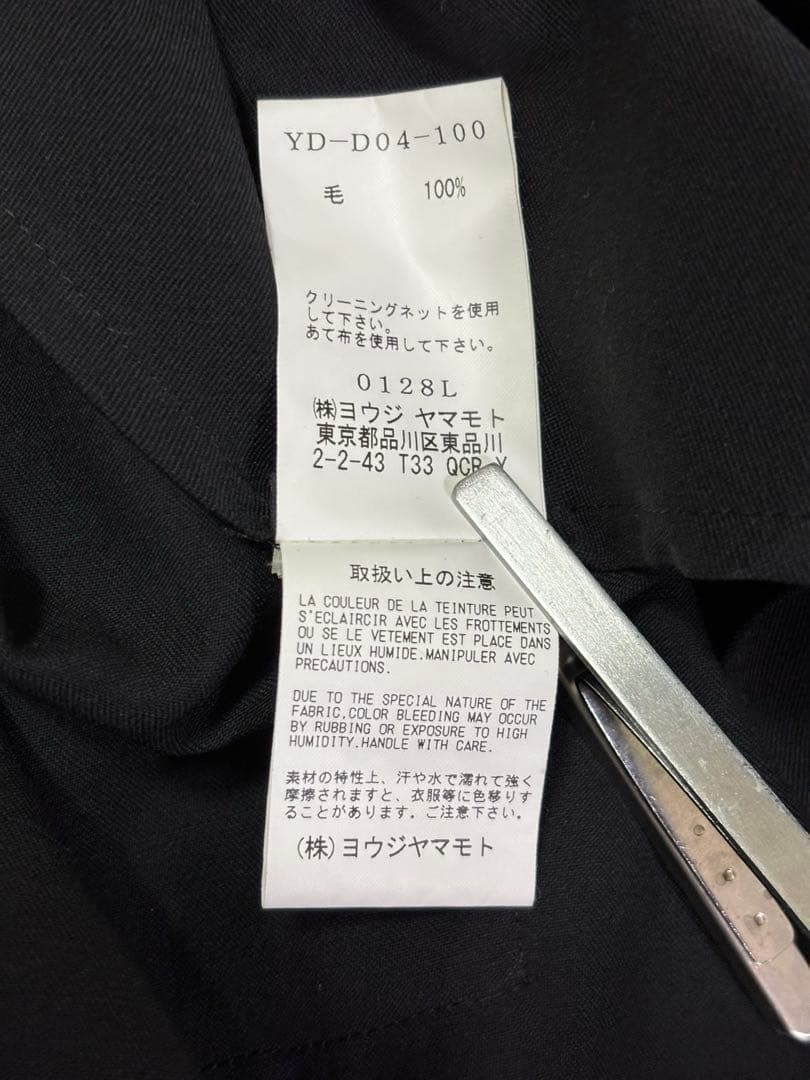 YD-D04-100
毛 100%
クリーニングネットを使用
して下さい。
あて布を使用して下さい。
0128L
㈱ヨウジ ヤマモト
東京都品川区東品川
2-2-43 T33
取扱い上の注意
LA COULEUR DE LA TEINTURE PEUT
S'ECLAIRCIR AVEC LES FROTTEMENTS
OU SE LE VETEMENT EST PLACE DANS
UN LIEUX HUMIDE.MANIPULER AVEC
PRECAUTIONS.
DUE TO THE SPECIAL NATURE OF THE
FABRIC,COLOR BLEEDING MAY OCCUR
BY RUBBING OR EXPOSURE TO HIGH
HUMIDITY.HANDLE WITH CARE.
素材の特性上、汗や水で濡れて強く
摩擦されますと、衣服等に色移りす
ることがあります。ご注意下さい。
(株)ヨウジヤマモト